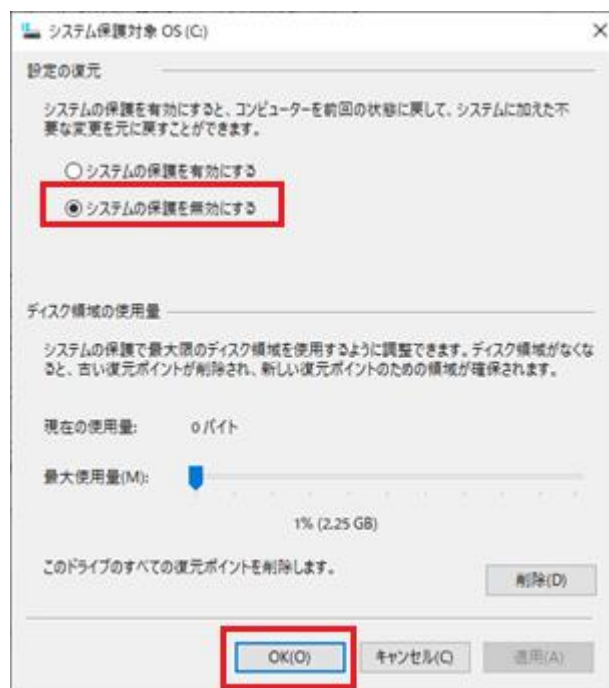 システム保護対象 OS (C:)
設定の復元
システムの保護を有効にすると、コンピューターを前回の状態に戻して、システムに加えた不
要な変更を元に戻すことができます。
システムの保護を有効にする
システムの保護を無効にする
ディスク領域の使用量
システムの保護で最大限のディスク領域を使用するように調整できます。ディスク領域がなくな
ると、古い復元ポイントが削除され、新しい復元ポイントのための領域が確保されます。
現在の使用量: 0 バイト
最大使用量(M):
1% (2.25 GB)
このドライブのすべての復元ポイントを削除します。
削除(D)
OK(O) キャンセル(C) 適用(A)